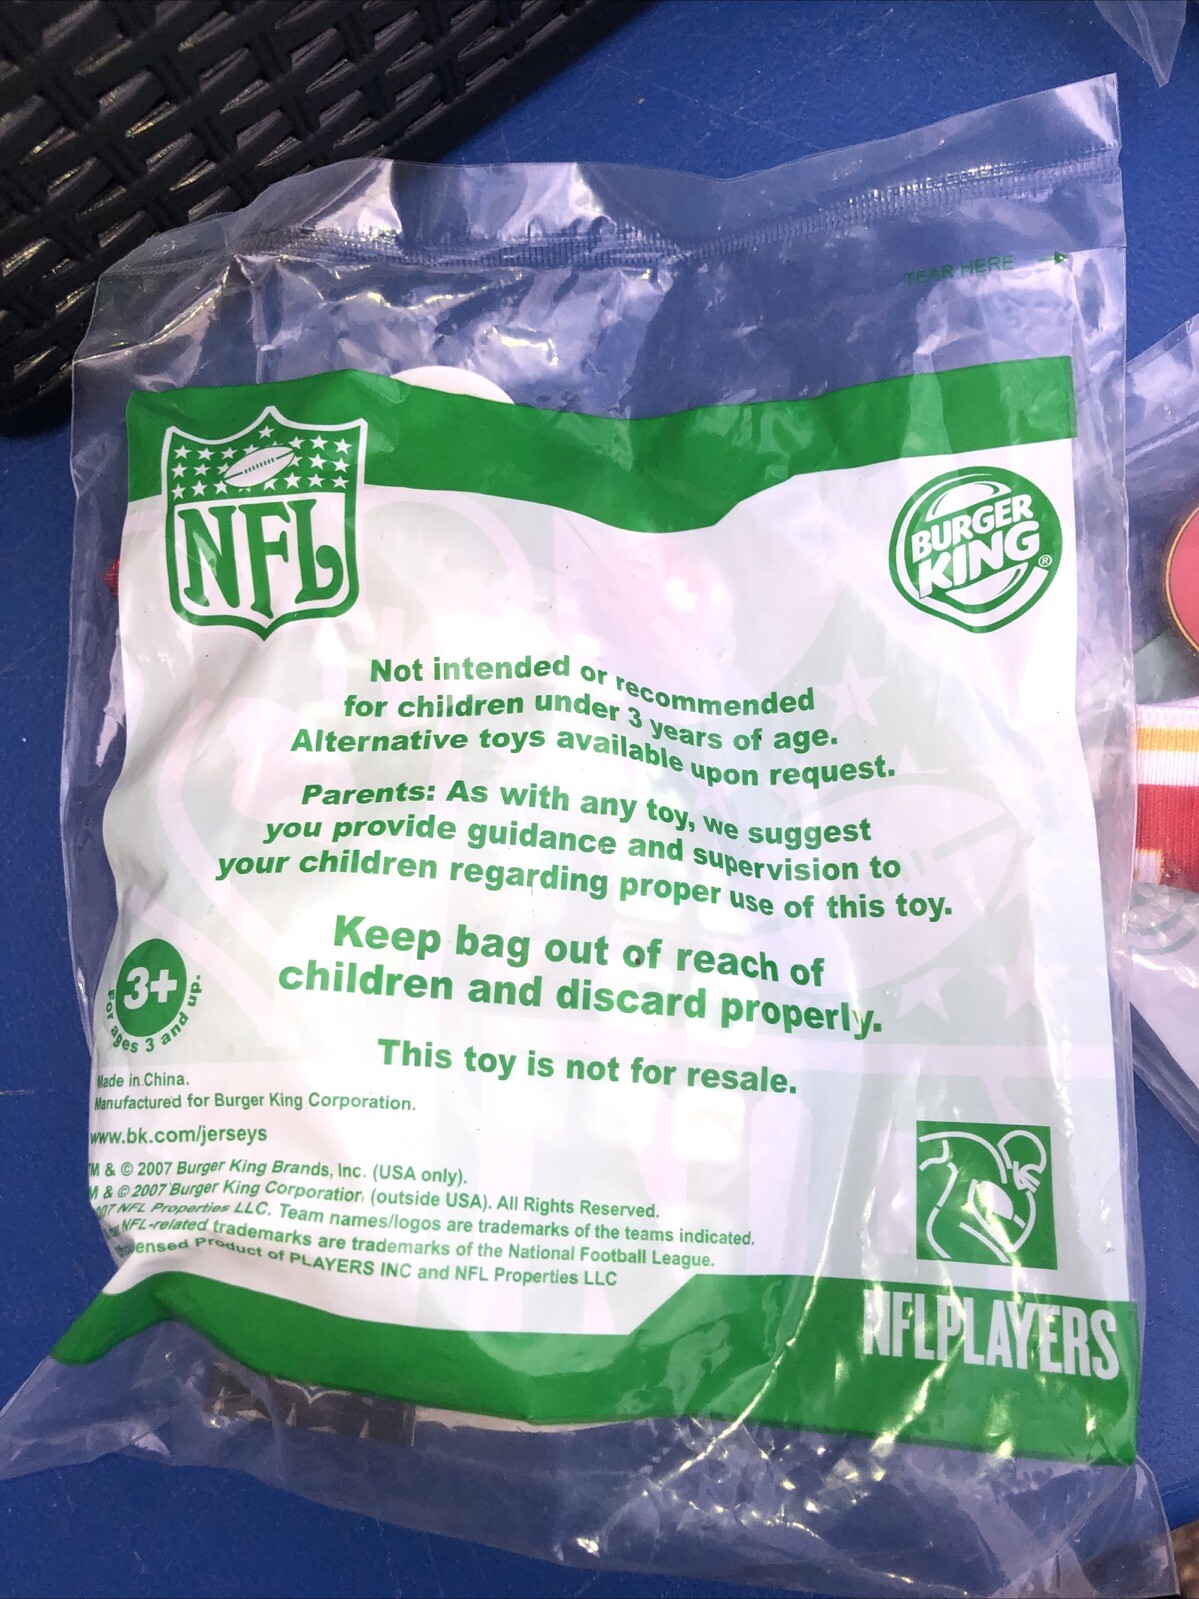 TEAR HERE
NFL
BURGER
KING®
Not intended or recommended
for children under 3 years of age.
Alternative toys available upon request.
Parents: As with any toy, we suggest
you provide guidance and supervision to
your children regarding proper use of this toy.
Keep bag out of reach of
children and discard properly.
3+
For ages 3 and up.
This toy is not for resale.
Made in China.
Manufactured for Burger King Corporation.
www.bk.com/jerseys
& © 2007 Burger King Brands, Inc. (USA only).
& © 2007 Burger King Corporation (outside USA). All Rights Reserved.
NFL Properties LLC. Team names/logos are trademarks of the teams indicated.
NFL-related trademarks are trademarks of the National Football League.
Product of PLAYERS INC and NFL Properties LLC
NFLPLAYERS